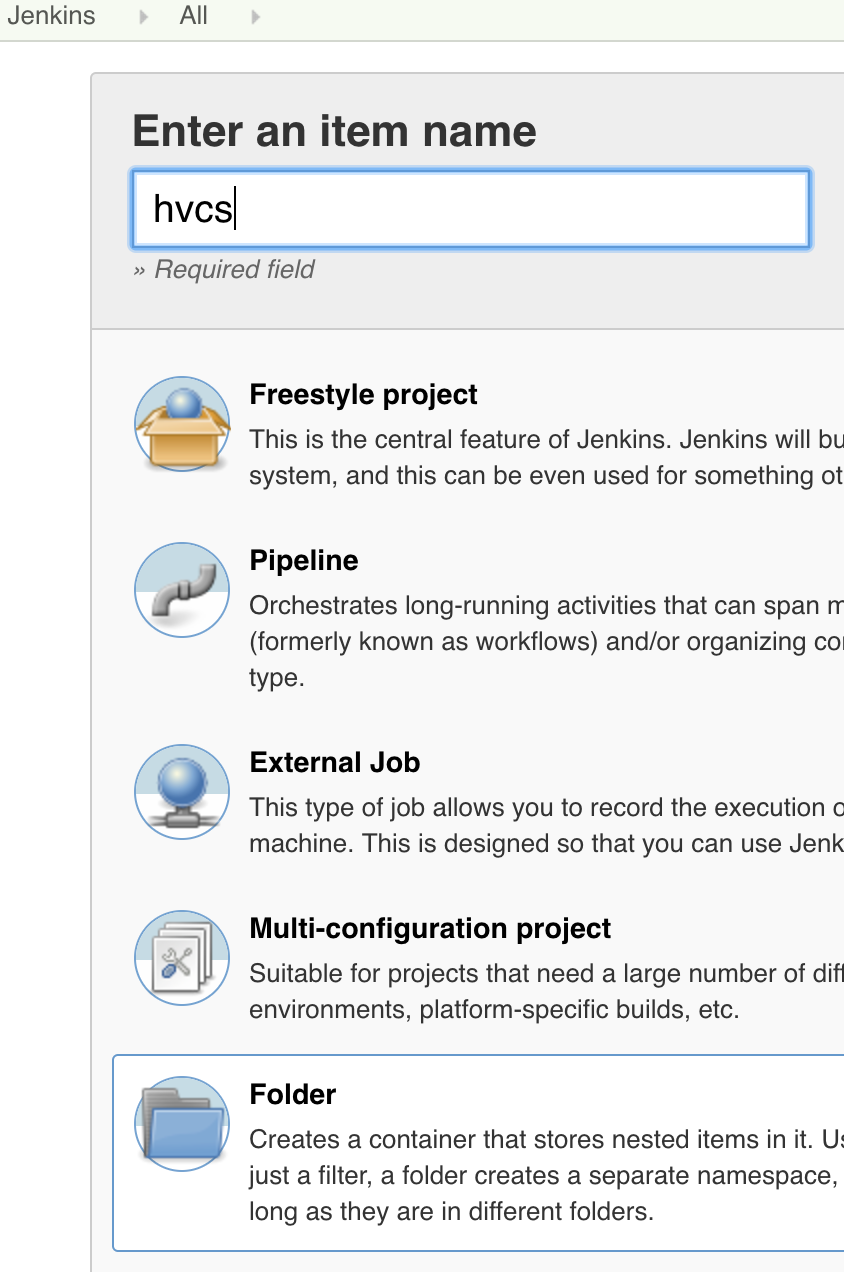 Jenkins All
Enter an item name
hvcs
» Required field
Freestyle project
This is the central feature of Jenkins. Jenkins will bu
system, and this can be even used for something ot
Pipeline
Orchestrates long-running activities that can span m
(formerly known as workflows) and/or organizing co
type.
External Job
This type of job allows you to record the execution o
machine. This is designed so that you can use Jenk
Multi-configuration project
Suitable for projects that need a large number of diff
environments, platform-specific builds, etc.
Folder
Creates a container that stores nested items in it. Us
just a filter, a folder creates a separate namespace,
long as they are in different folders.